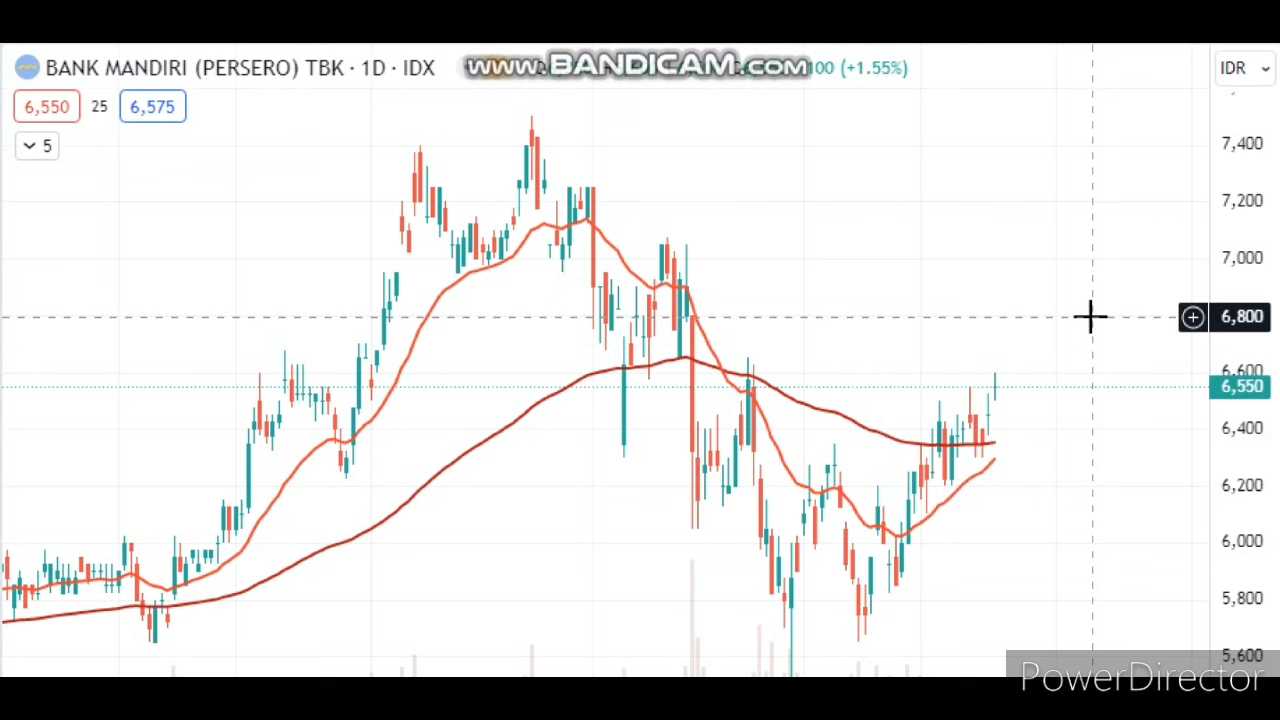 BANK MANDIRI (PERSERO) TBK · 1D · IDX
www.BANDICAM.com
100 (+1.55%)
IDR
6,550 25 6,575
5
7,400
7,200
7,000
6,800
6,600
6,550
6,400
6,200
6,000
5,800
5,600
PowerDirector